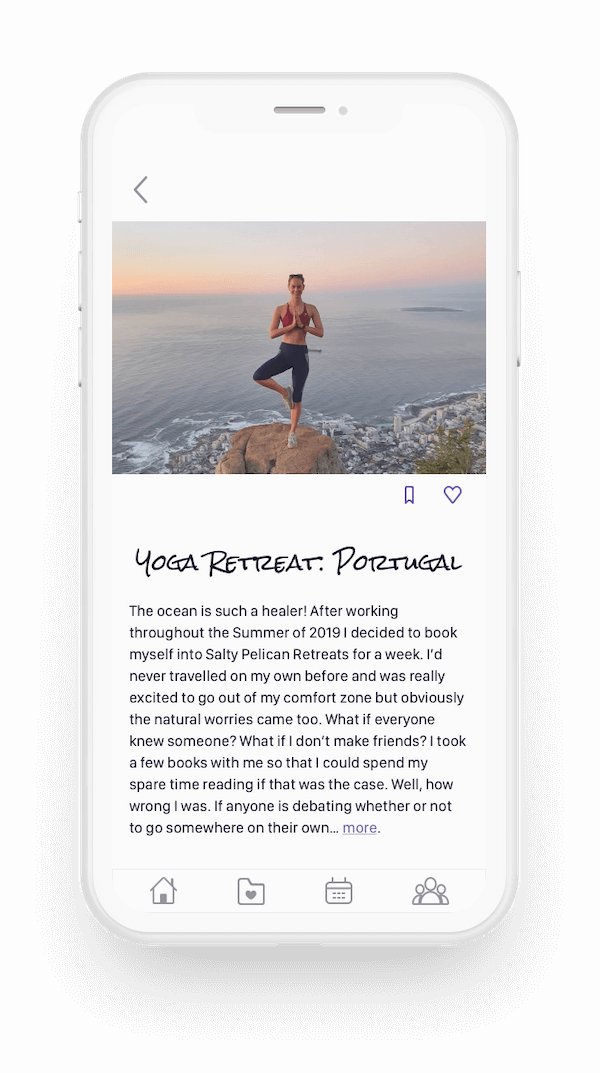 Yoga Retreat: Portugal
The ocean is such a healer! After working
throughout the Summer of 2019 I decided to book
myself into Salty Pelican Retreats for a week. I’d
never travelled on my own before and was really
excited to go out of my comfort zone but obviously
the natural worries came too. What if everyone
knew someone? What if I don’t make friends? I took
a few books with me so that I could spend my
spare time reading if that was the case. Well, how
wrong I was. If anyone is debating whether or not
to go somewhere on their own... more.